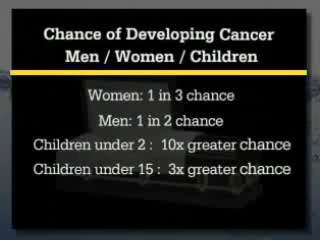 Chance of Developing Cancer
Men / Women / Children
Women: 1 in 3 chance
Men: 1 in 2 chance
Children under 2 : 10x greater chance
Children under 15 : 3x greater chance